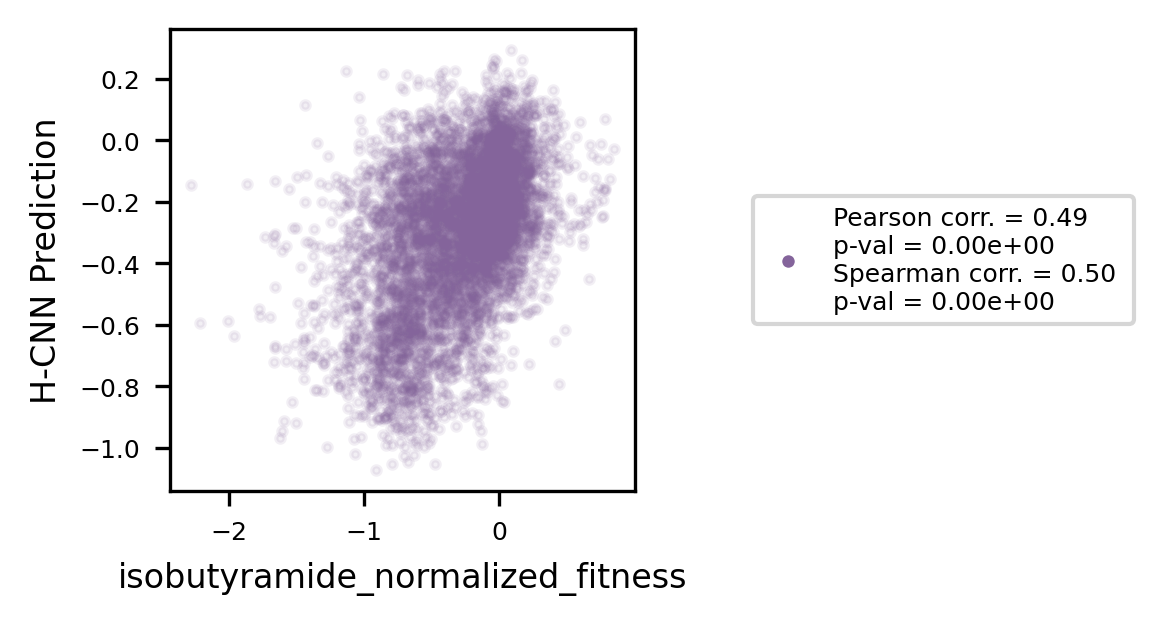 H-CNN Prediction
0.2
0.0
−0.2
−0.4
−0.6
−0.8
−1.0
−2
−1
0
isobutyramide_normalized_fitness
Pearson corr. = 0.49
p-val = 0.00e+00
Spearman corr. = 0.50
p-val = 0.00e+00